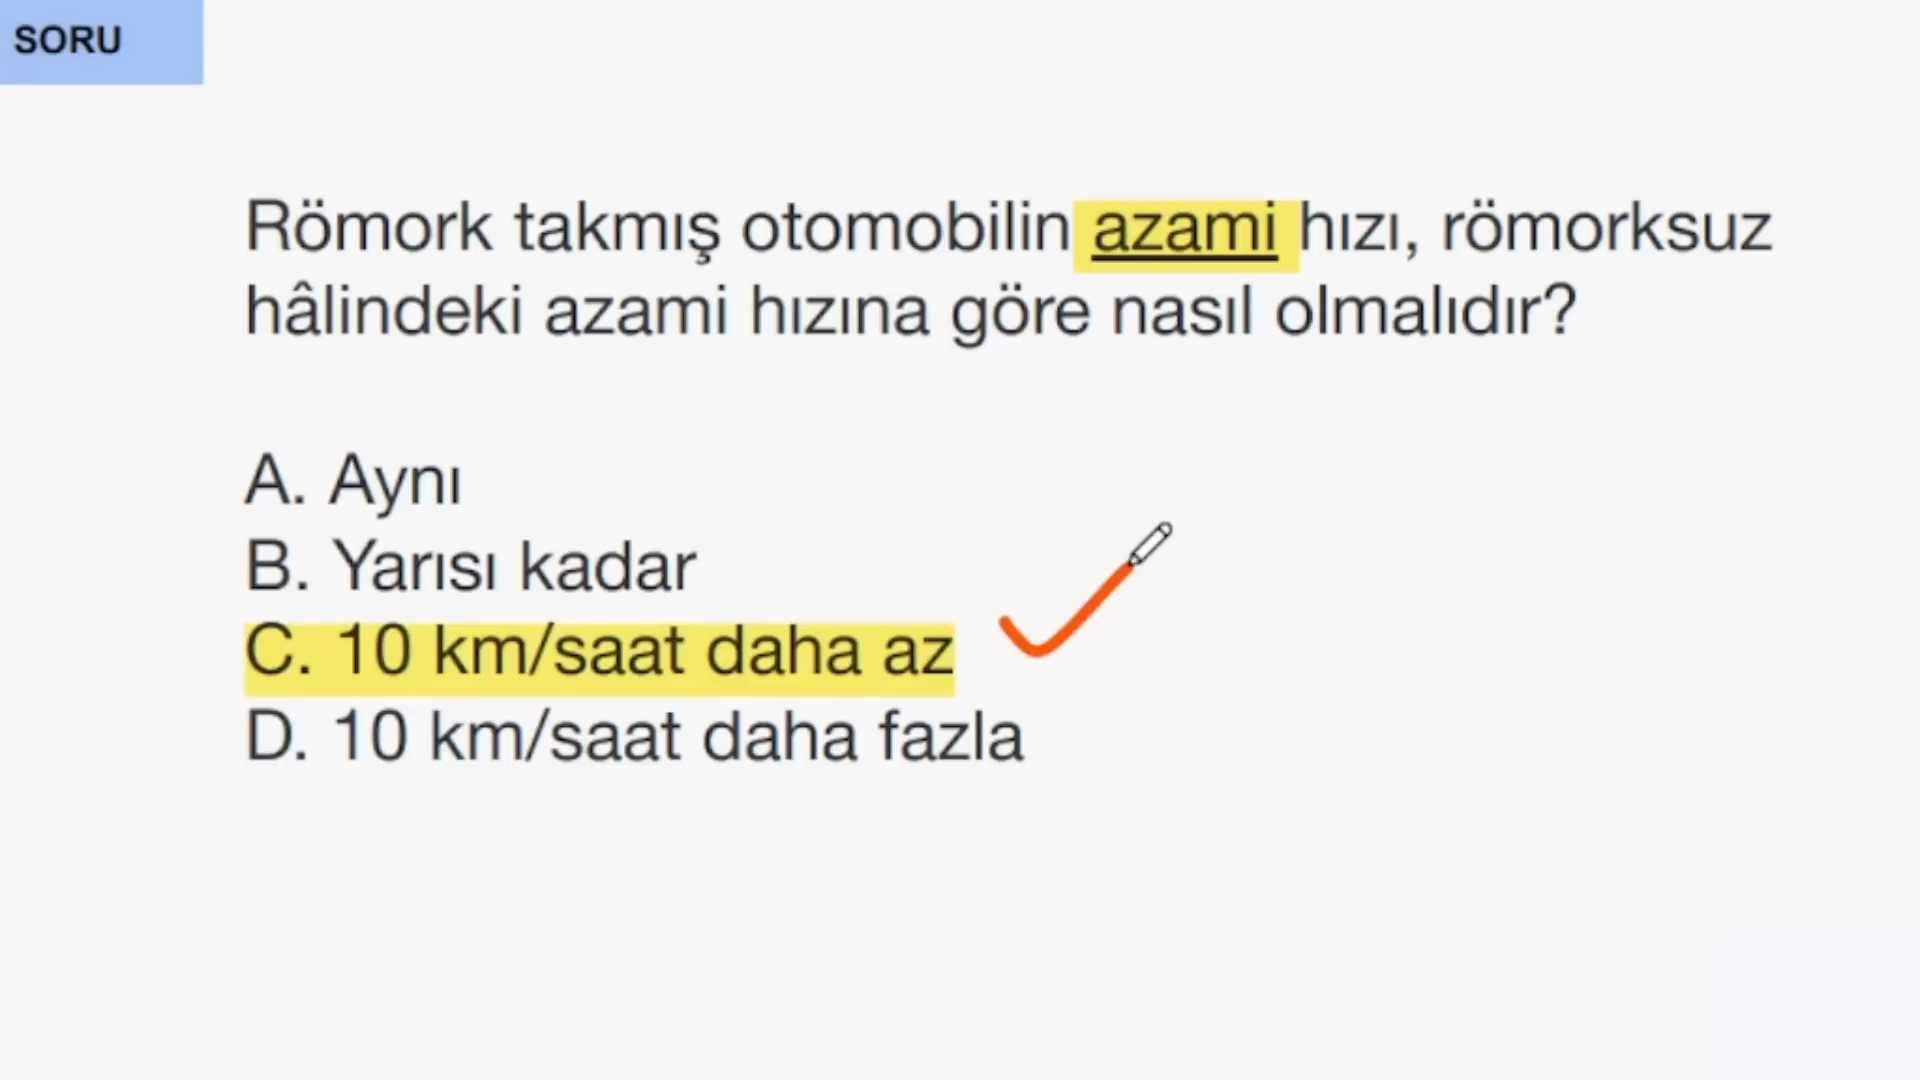 SORU
Römork takmış otomobilin azami hızı, römorksuz
hâlindeki azami hızına göre nasıl olmalıdır?
A. Aynı
B. Yarısı kadar
C. 10 km/saat daha az
D. 10 km/saat daha fazla